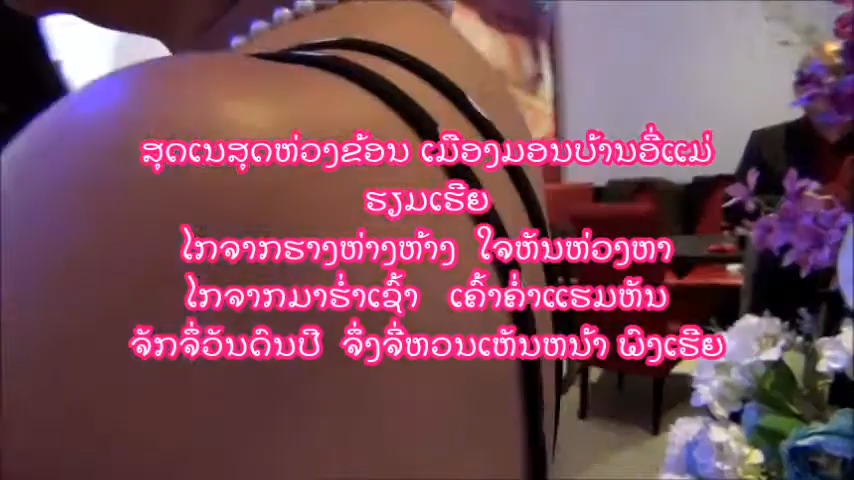 ສຸດເນສຸດຫ່ວງຂ້ອນ ເມືອງມອນບ້ານອີ່ແມ່
ຮຽມເຮີຍ
ໄກຈາກຮາງຫ່າງຫ້າງ ໃຈຫັນຫ່ວງຫາ
ໄກຈາກມາຮ່ຳເຊົ້າ ເຄົ້າຄ່ຳແຮມຫັນ
ຈັກຈຶ່ວັນດົນປີ ຈຶ່ງຈີ່ຫວນເຫັນຫນ້າ ພົງເຮີຍ